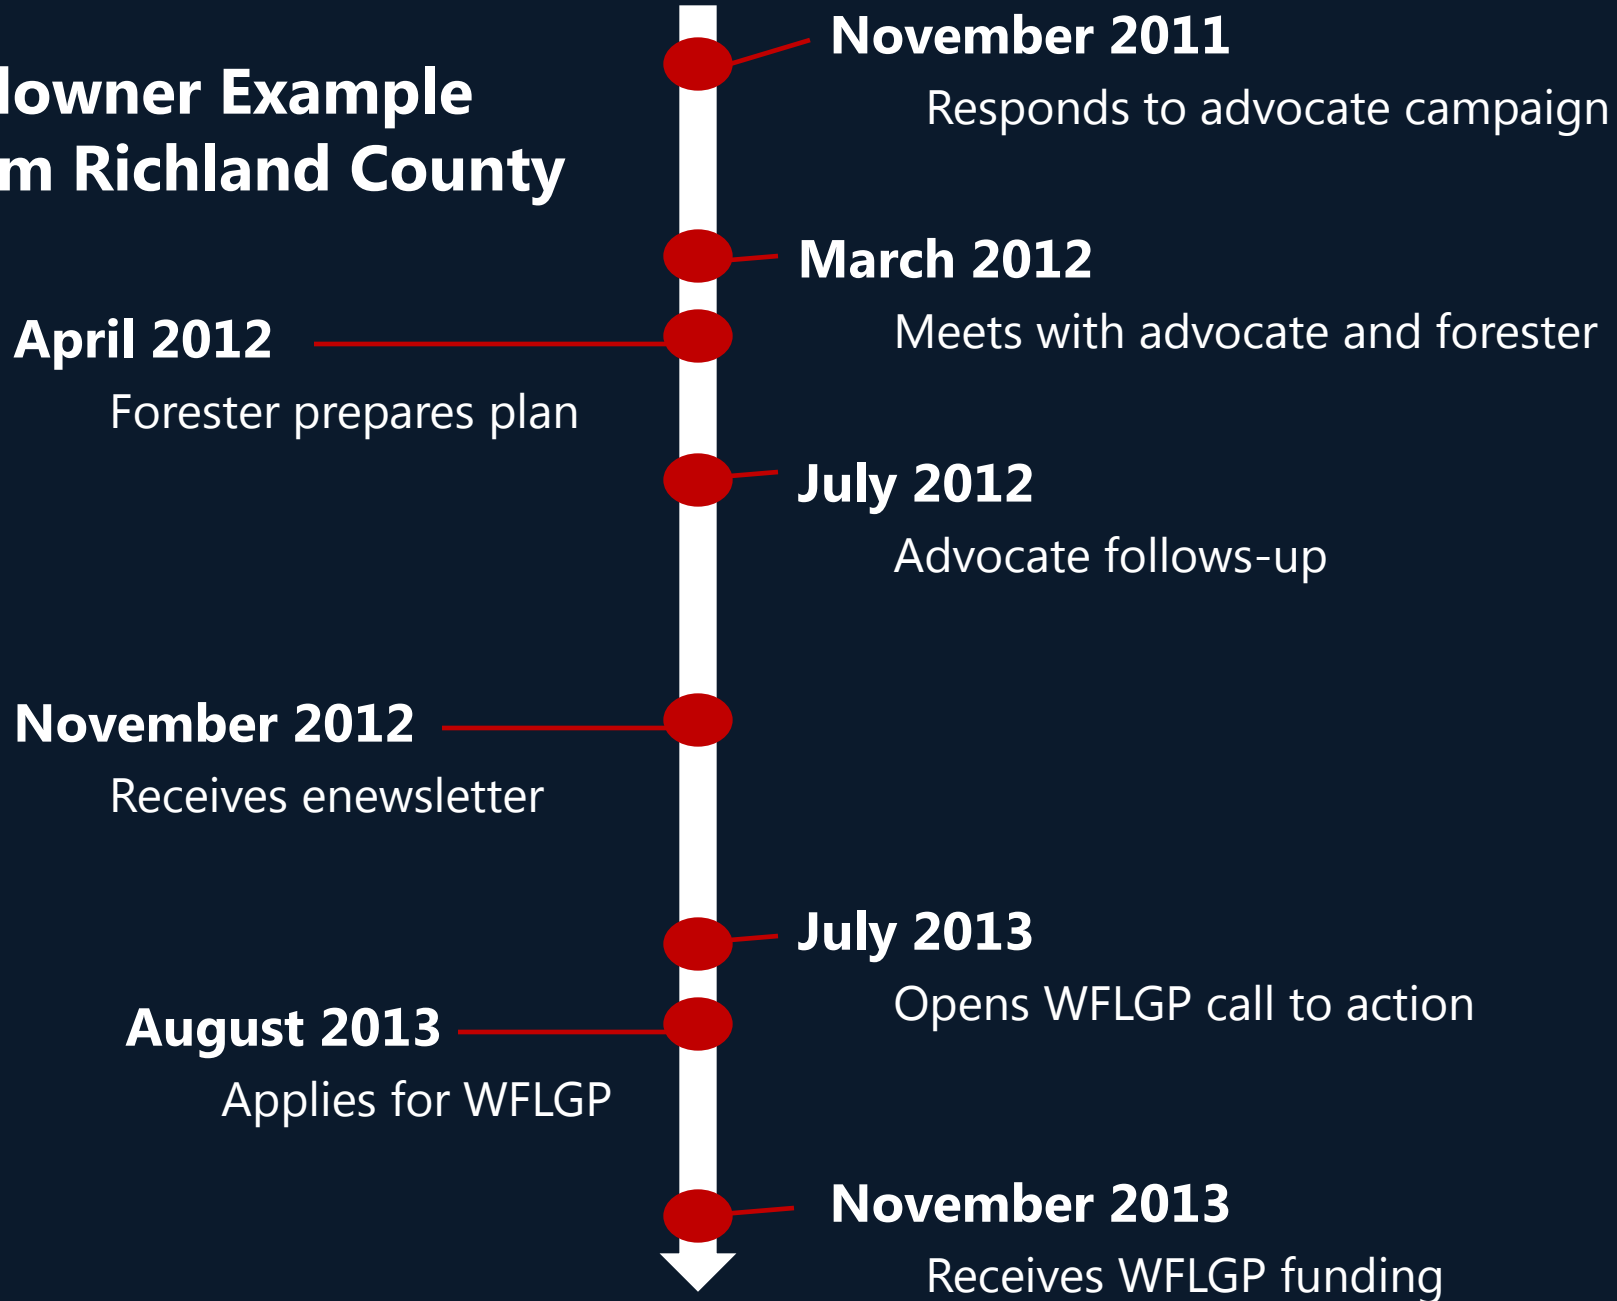 lowner Example
m Richland County
November 2011
Responds to advocate campaign
March 2012
Meets with advocate and forester
April 2012
Forester prepares plan
July 2012
Advocate follows-up
November 2012
Receives enewsletter
July 2013
Opens WFLGP call to action
August 2013
Applies for WFLGP
November 2013
Receives WFLGP funding